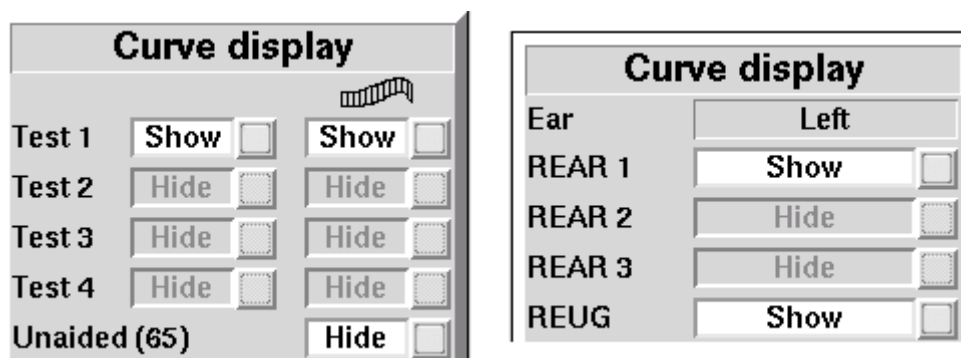 Curve display
Test 1 Show Show
Test 2 Hide Hide
Test 3 Hide Hide
Test 4 Hide Hide
Unaided (65) Hide
Curve display
Ear Left
REAR 1 Show
REAR 2 Hide
REAR 3 Hide
REUG Show